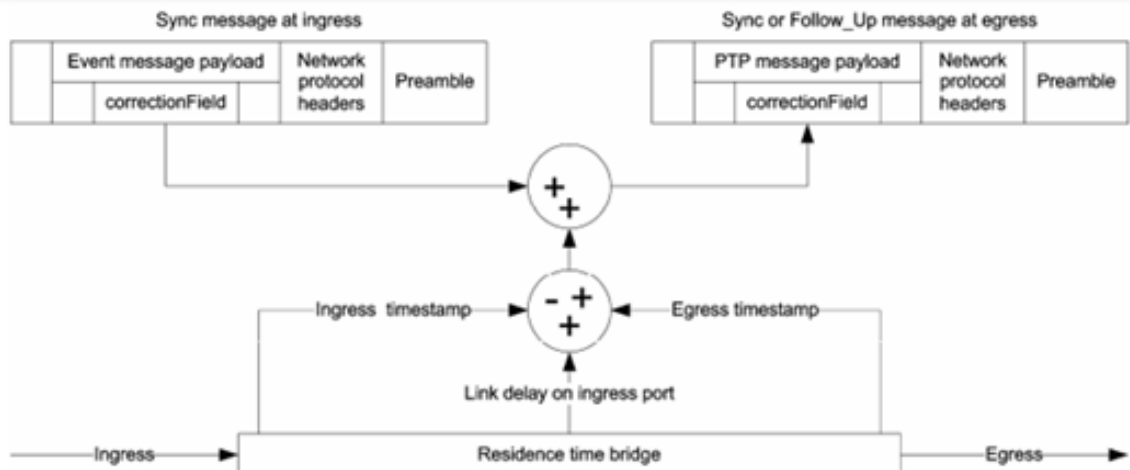 Sync message at ingress
Sync or Follow_Up message at egress
Event message payload
correctionField
Network
protocol
headers
Preamble
PTP message payload
correctionField
Network
protocol
headers
Preamble
+
+
Ingress timestamp
- +
+
Egress timestamp
Link delay on ingress port
Ingress
Residence time bridge
Egress